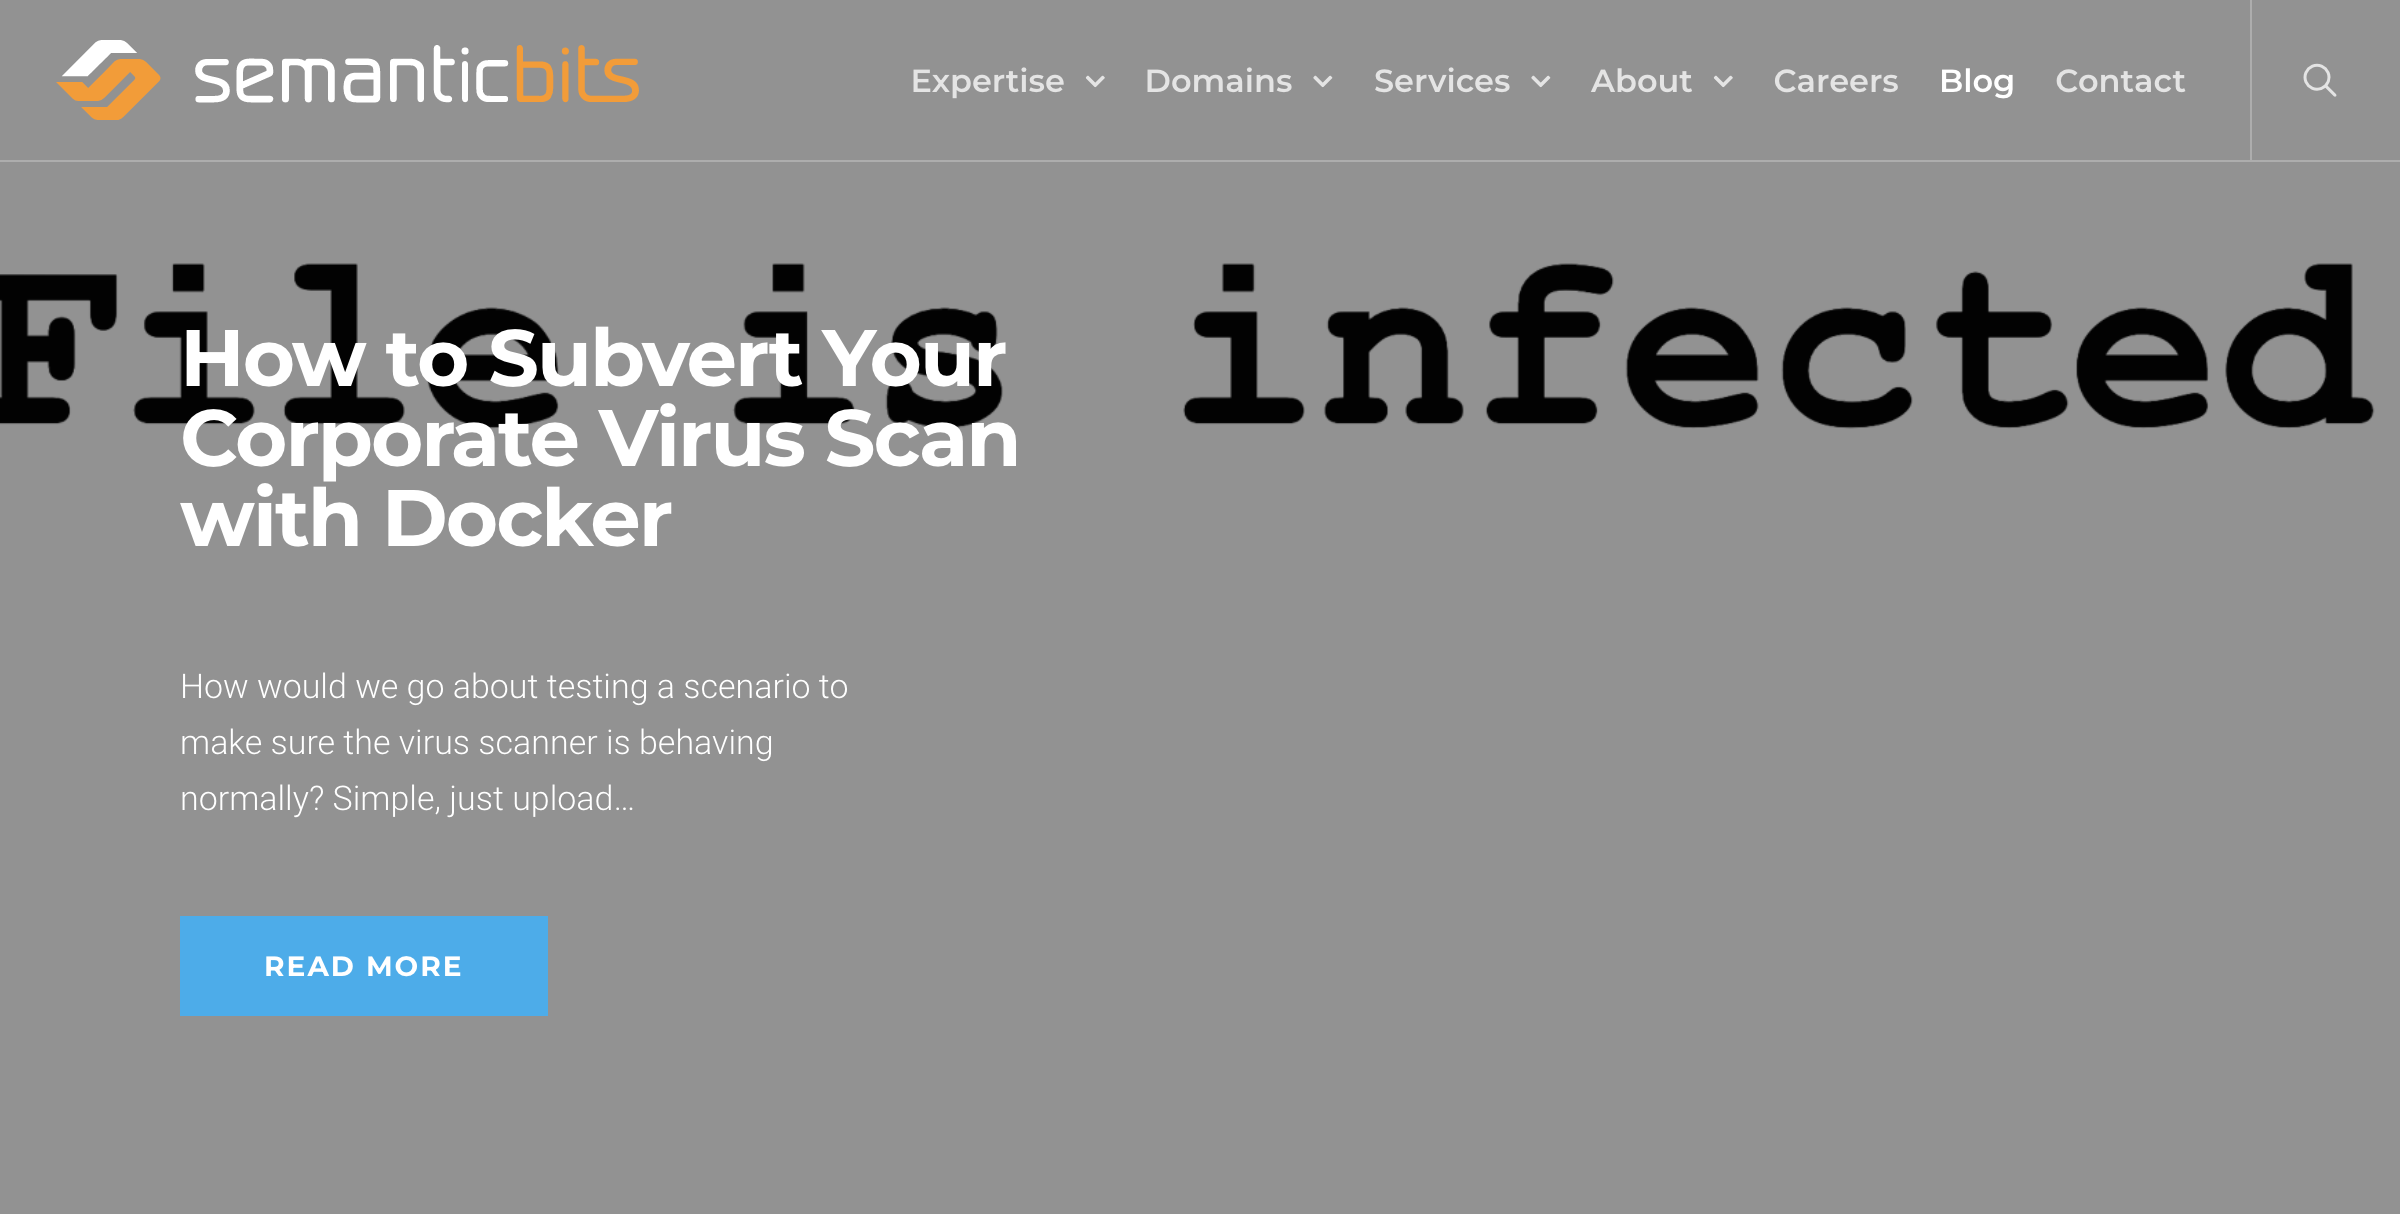 semanticbits
Expertise Domains Services About Careers Blog Contact
File is infected
How to Subvert Your
Corporate Virus Scan
with Docker
How would we go about testing a scenario to
make sure the virus scanner is behaving
normally? Simple, just upload...
READ MORE